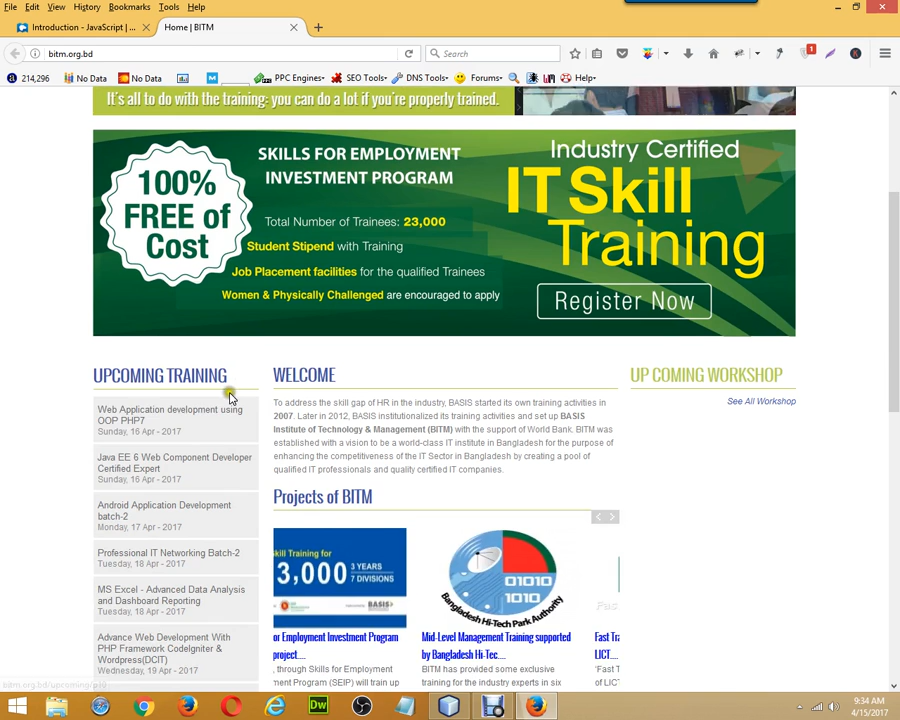 File Edit View History Bookmarks Tools Help
Introduction - JavaScript | ...
Home | BITM
bitm.org.bd
Search
1
214,296 No Data No Data PPC Engines SEO Tools DNS Tools Forums Help
It's all to do with the training: you can do a lot if you're properly trained.
100%
FREE of
Cost
SKILLS FOR EMPLOYMENT
INVESTMENT PROGRAM
Total Number of Trainees: 23,000
Student Stipend with Training
Job Placement facilities for the qualified Trainees
Women & Physically Challenged are encouraged to apply
Industry Certified
IT Skill
Training
Register Now
UPCOMING TRAINING
Web Application development using
OOP PHP7
Sunday, 16 Apr - 2017
Java EE 6 Web Component Developer
Certified Expert
Sunday, 16 Apr - 2017
Android Application Development
batch-2
Monday, 17 Apr - 2017
Professional IT Networking Batch-2
Tuesday, 18 Apr - 2017
MS Excel - Advanced Data Analysis
and Dashboard Reporting
Tuesday, 18 Apr - 2017
Advance Web Development With
PHP Framework CodeIgniter &
Wordpress(DCIT)
Wednesday, 19 Apr - 2017
WELCOME
To address the skill gap of HR in the industry, BASIS started its own training activities in
2007. Later in 2012, BASIS institutionalized its training activities and set up BASIS
Institute of Technology & Management (BITM) with the support of World Bank. BITM was
established with a vision to be a world-class IT institute in Bangladesh for the purpose of
enhancing the competitiveness of the IT Sector in Bangladesh by creating a pool of
qualified IT professionals and quality certified IT companies.
Projects of BITM
kill Training for
3,000 3 YEARS
7 DIVISIONS
BASIS
or Employment Investment Program
project....
, through Skills for Employment
ment Program (SEIP) will train up
01010
1010
Bangladesh Hi-Tech Park Authority
Mid-Level Management Training supported
by Bangladesh Hi-Tec....
BITM has provided some exclusive
training for the industry experts in six
Fast Tra
LICT....
"Fast T
of LICT
UP COMING WORKSHOP
See All Workshop
bitm.org.bd/upcoming/p10
Dw
9:34 AM
4/15/2017